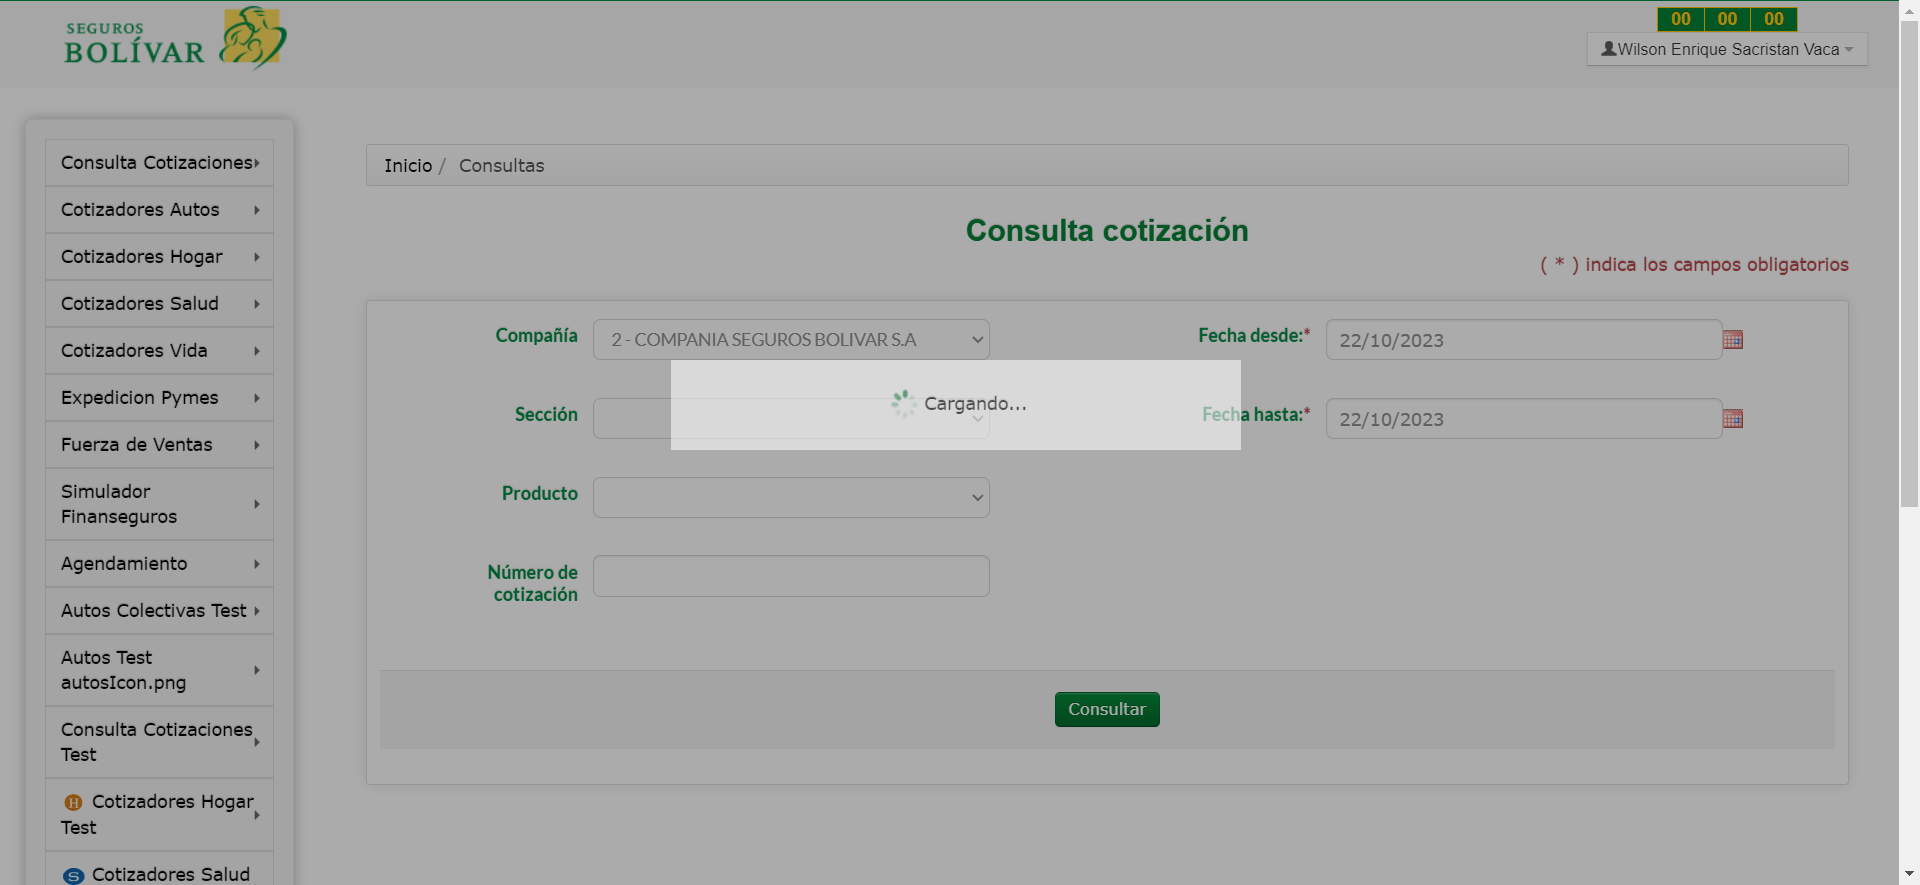 SEGUROS
BOLÍVAR
00 00 00
Wilson Enrique Sacristan Vaca
Consulta Cotizaciones
Cotizadores Autos
Cotizadores Hogar
Cotizadores Salud
Cotizadores Vida
Expedicion Pymes
Fuerza de Ventas
Simulador
Finanseguros
Agendamiento
Autos Colectivas Test
Autos Test
autosIcon.png
Consulta Cotizaciones
Test
H Cotizadores Hogar
Test
S Cotizadores Salud
Inicio / Consultas
Consulta cotización
( * ) indica los campos obligatorios
Compañía 2 - COMPANIA SEGUROS BOLIVAR S.A Fecha desde:* 22/10/2023
Cargando...
Sección Fecha hasta:* 22/10/2023
Producto
Número de
cotización
Consultar